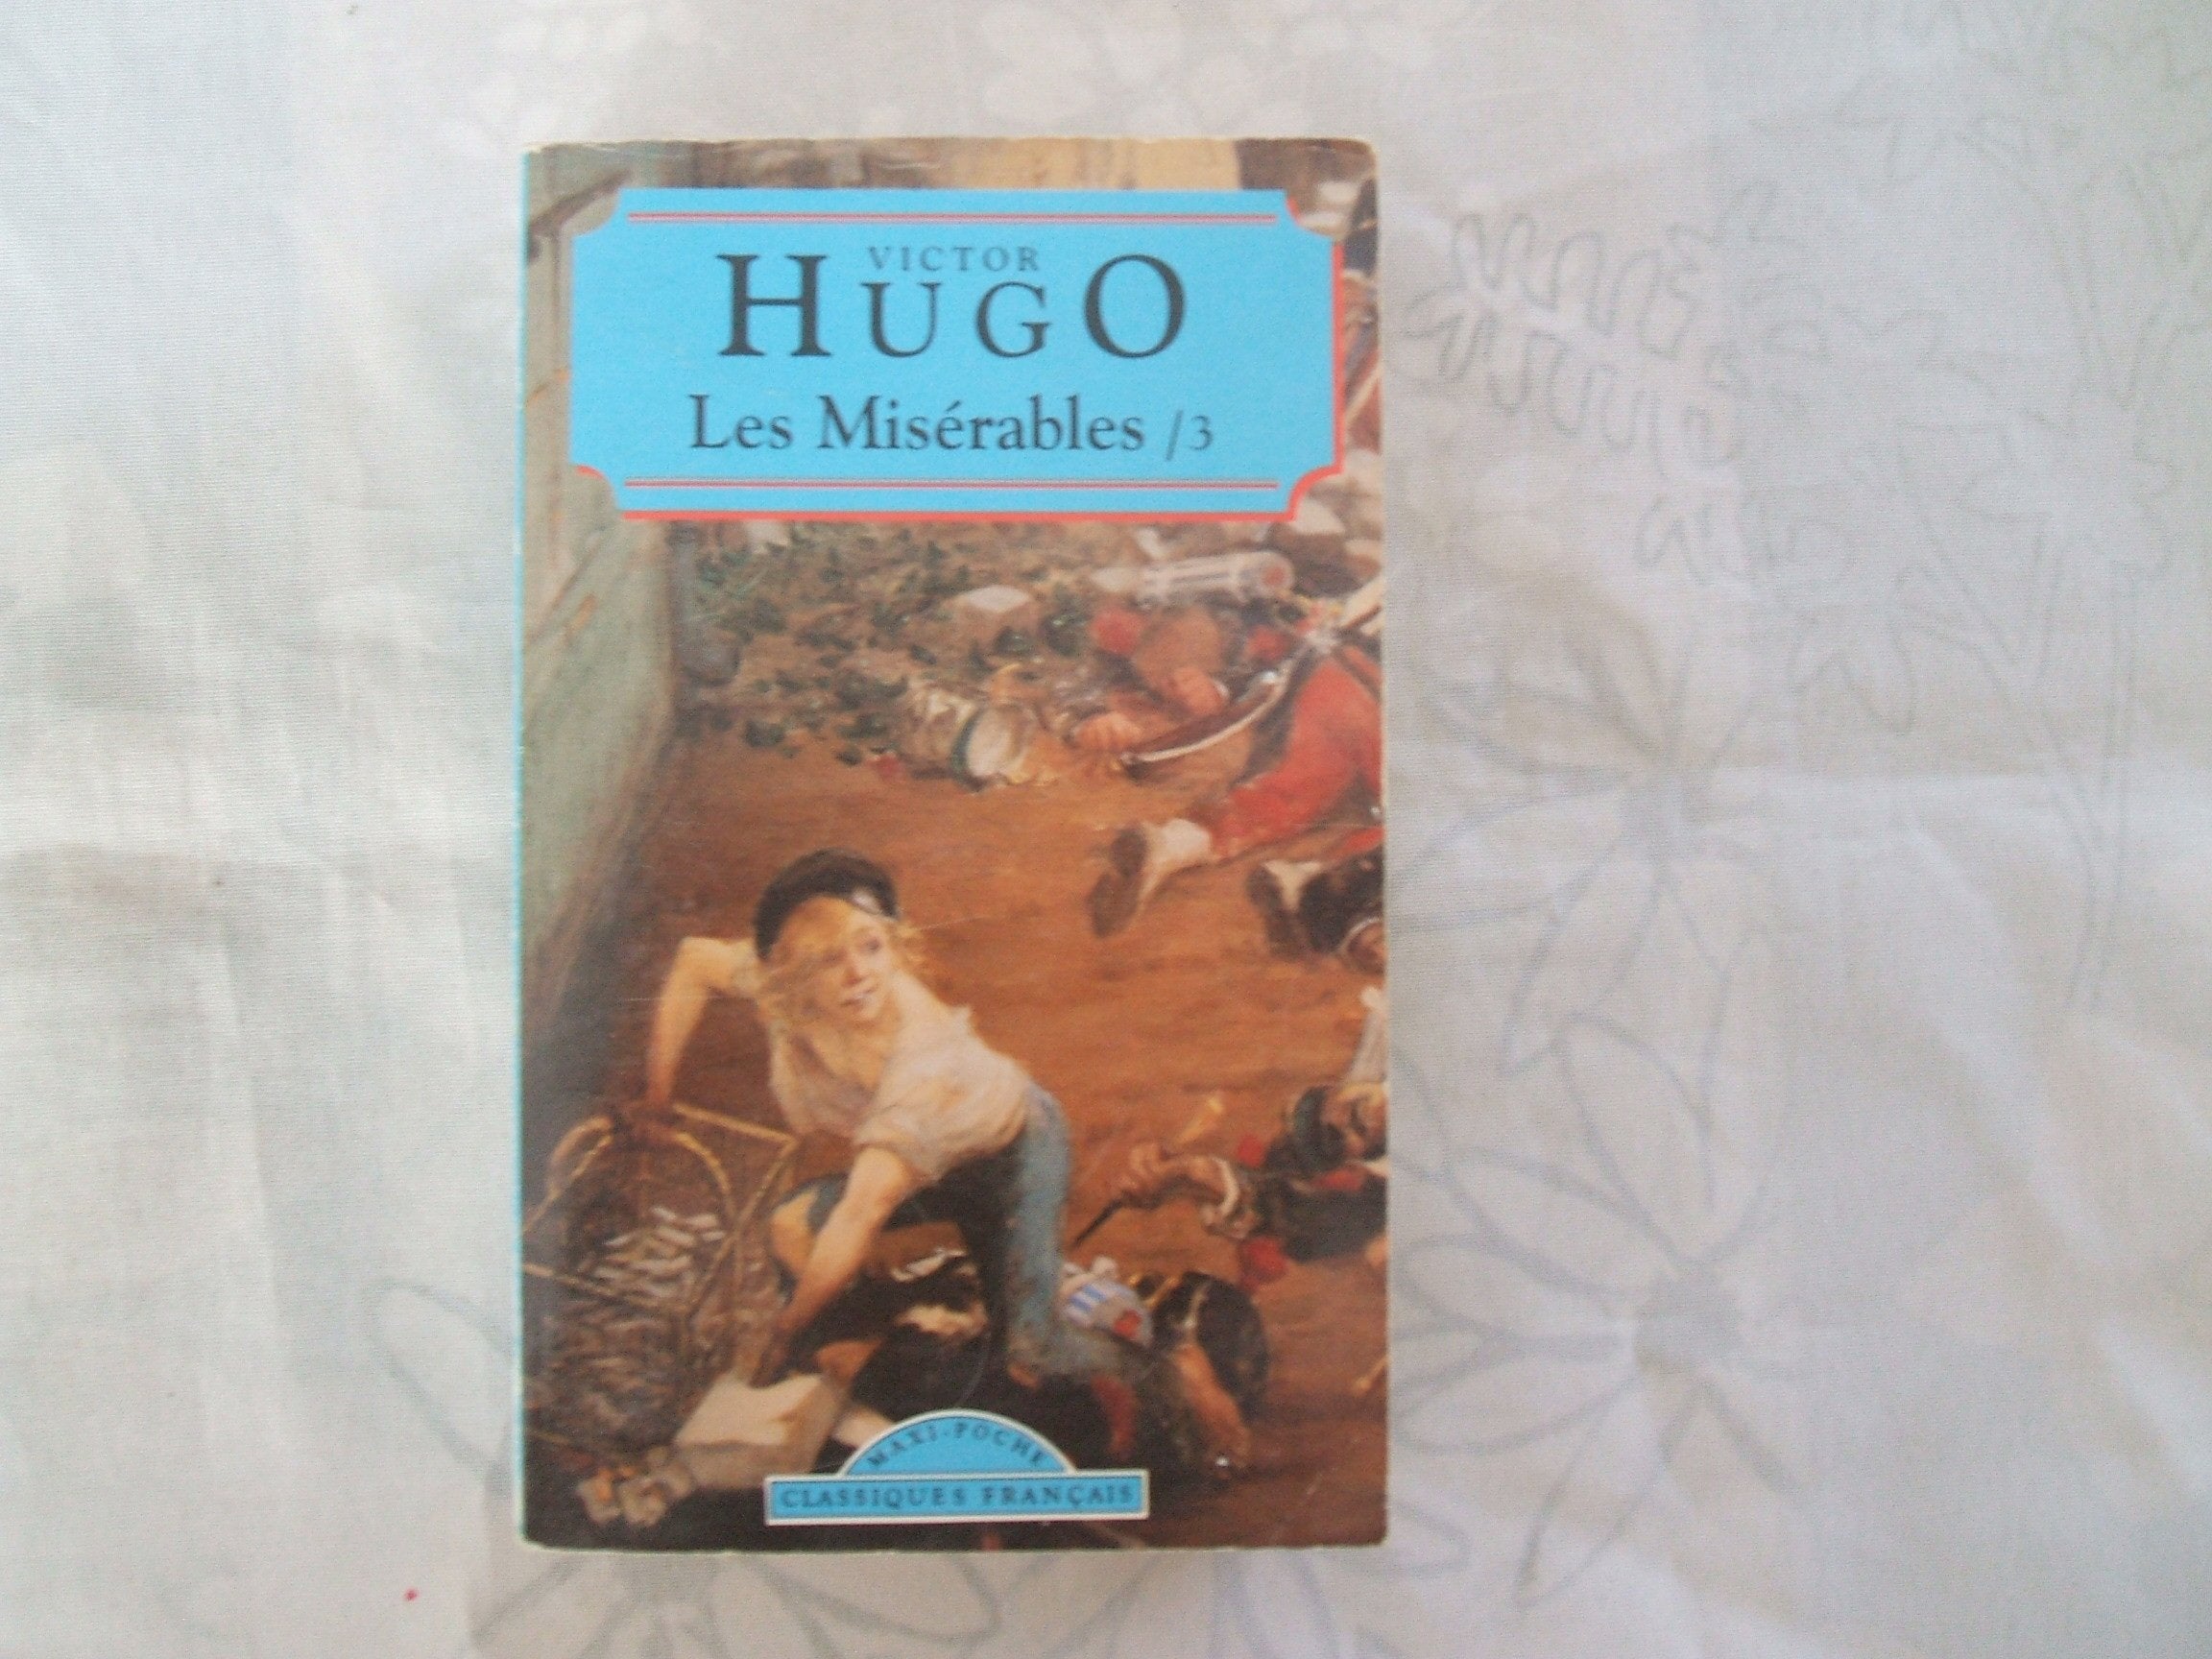 VICTOR
HUGO
Les Misérables /3
MAXI-POCHE
CLASSIQUES FRANÇAIS